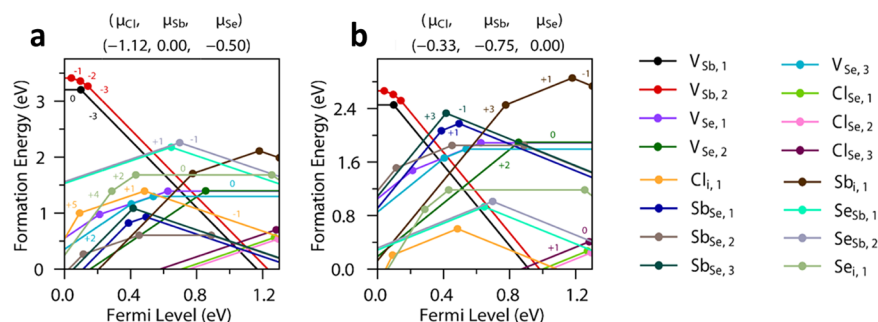 ( μCl, μSb, μSe)
(−1.12, 0.00, −0.50)
( μCl, μSb, μSe)
(−0.33, −0.75, 0.00)
a
b
Formation Energy (eV)
3
2
1
0
0.0 0.4 0.8 1.2
Fermi Level (eV)
-1
-2
-3
0
-3
+1
-1
+2
0
+4
+1
+5
0
-1
+2
Formation Energy (eV)
2.4
1.6
0.8
0.0
0.0 0.4 0.8 1.2
Fermi Level (eV)
+1
-1
+3
-1
+3
+1
0
+2
0
+1
VSb, 1
VSb, 2
VSe, 1
VSe, 2
Cli, 1
SbSe, 1
SbSe, 2
SbSe, 3
VSe, 3
ClSe, 1
ClSe, 2
ClSe, 3
Sbi, 1
SeSb, 1
SeSb, 2
Sei, 1